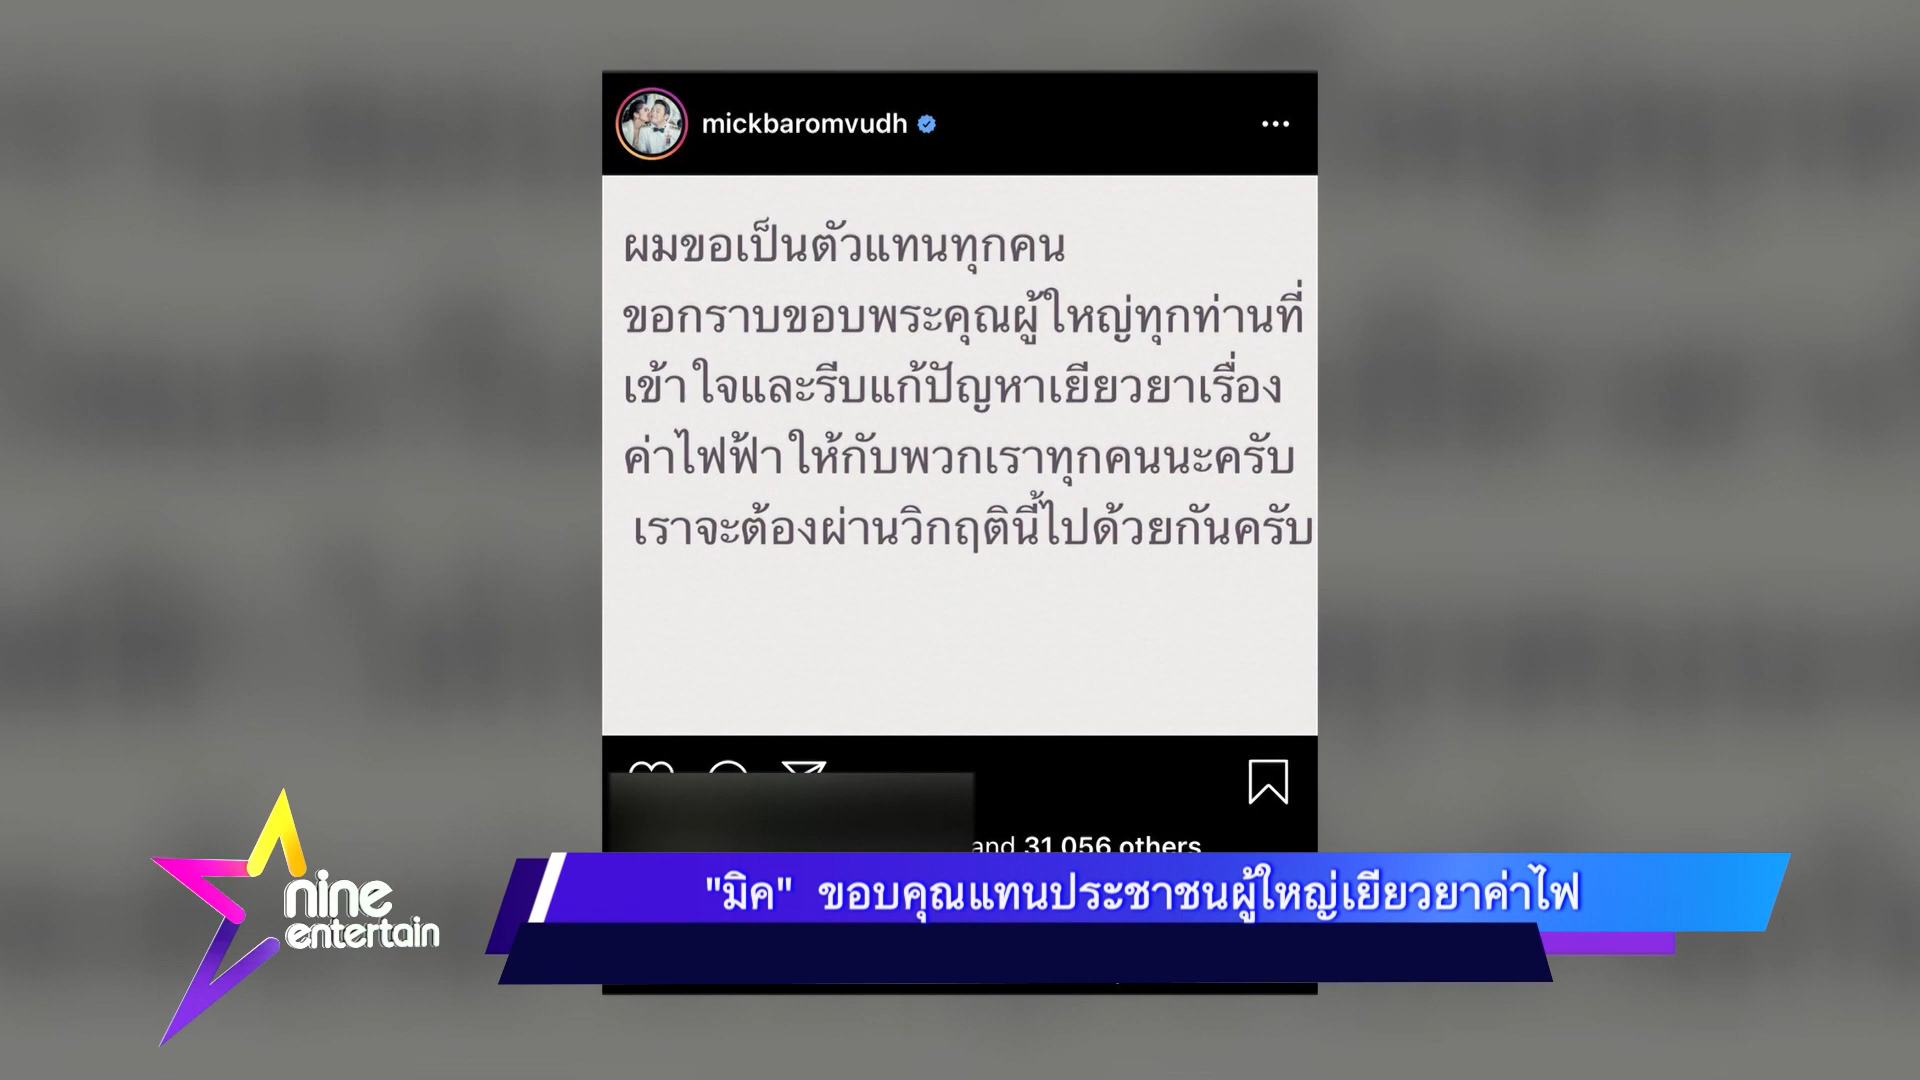 mickbaromvudh
ผมขอเป็นตัวแทนทุกคน
ขอกราบขอบพระคุณผู้ใหญ่ทุกท่านที่
เข้าใจและรีบแก้ปัญหาเยียวยาเรื่อง
ค่าไฟฟ้าให้กับพวกเราทุกคนนะครับ
เราจะต้องผ่านวิกฤตินี้ไปด้วยกันครับ
and 31,056 others
"มิค" ขอบคุณแทนประชาชนผู้ใหญ่เยียวยาค่าไฟ
nine
entertain